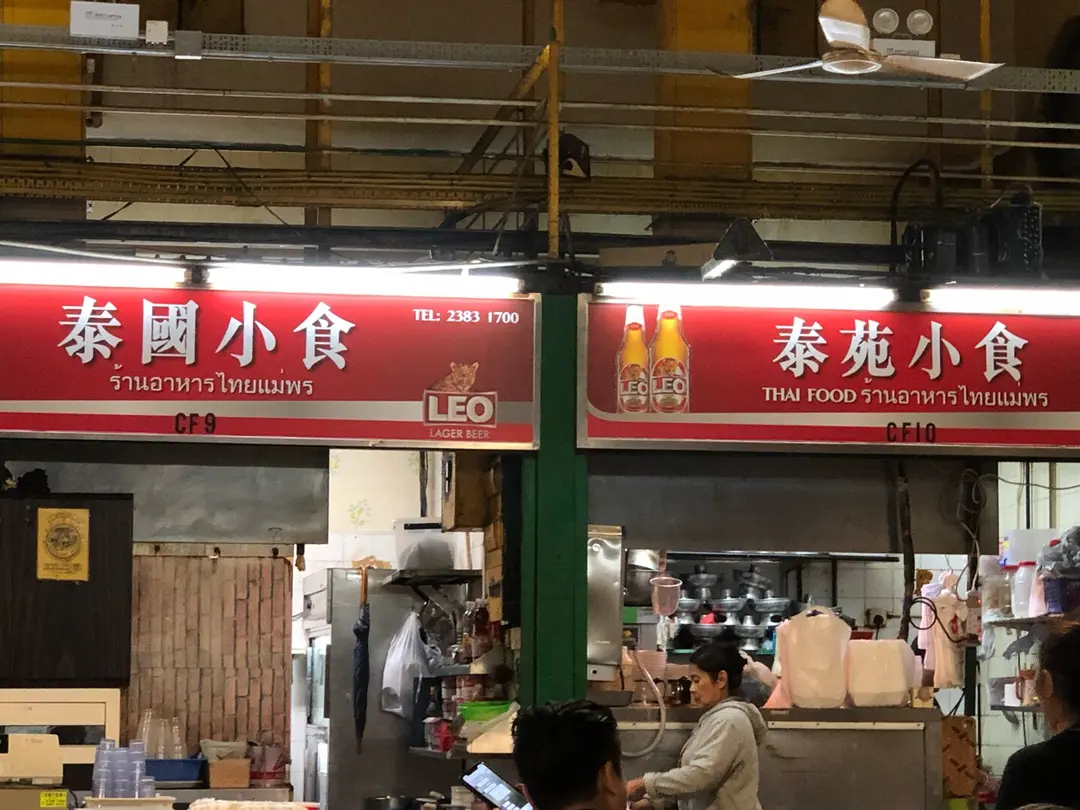 泰國小食
TEL: 2383 1700
ร้านอาหารไทยแม่พร
CF9
LEO
LAGER BEER
泰苑小食
THAI FOOD ร้านอาหารไทยแม่พร
CF10
LEO
LEO